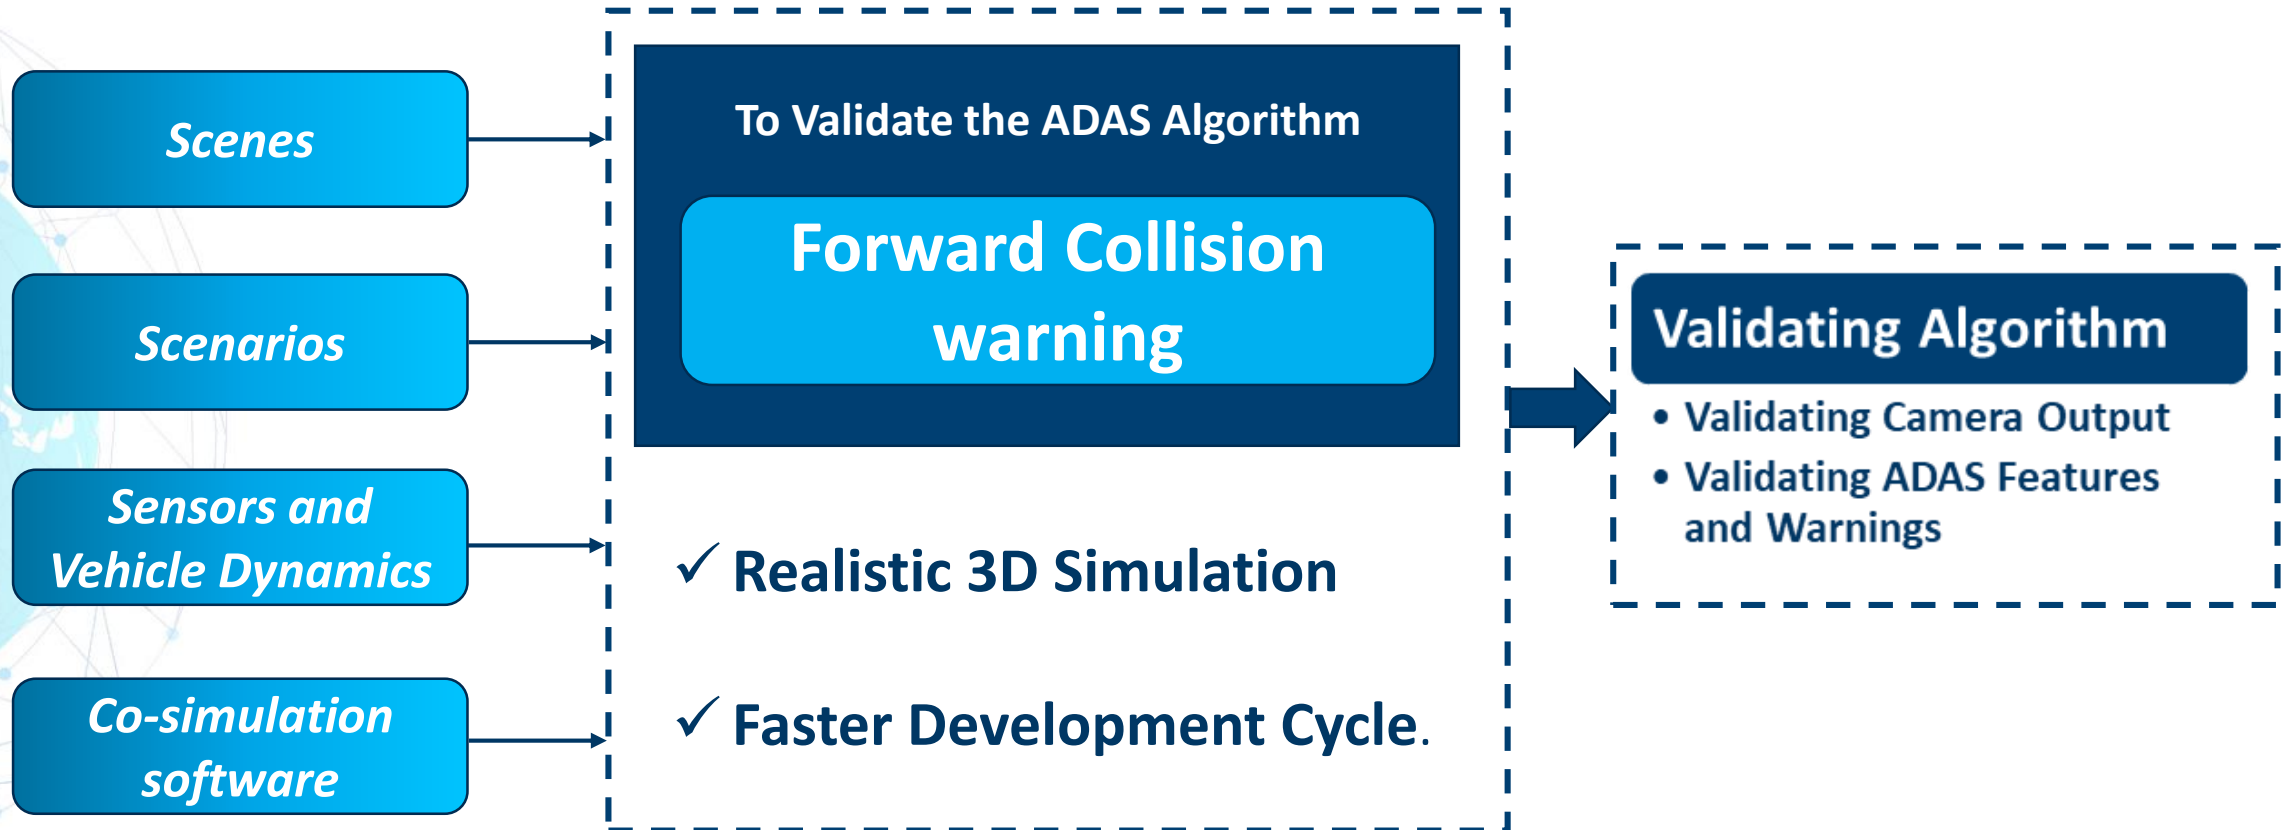 Scenes
Scenarios
Sensors and
Vehicle Dynamics
Co-simulation
software
To Validate the ADAS Algorithm
Forward Collision
warning
✓ Realistic 3D Simulation
✓ Faster Development Cycle.
Validating Algorithm
• Validating Camera Output
• Validating ADAS Features
and Warnings